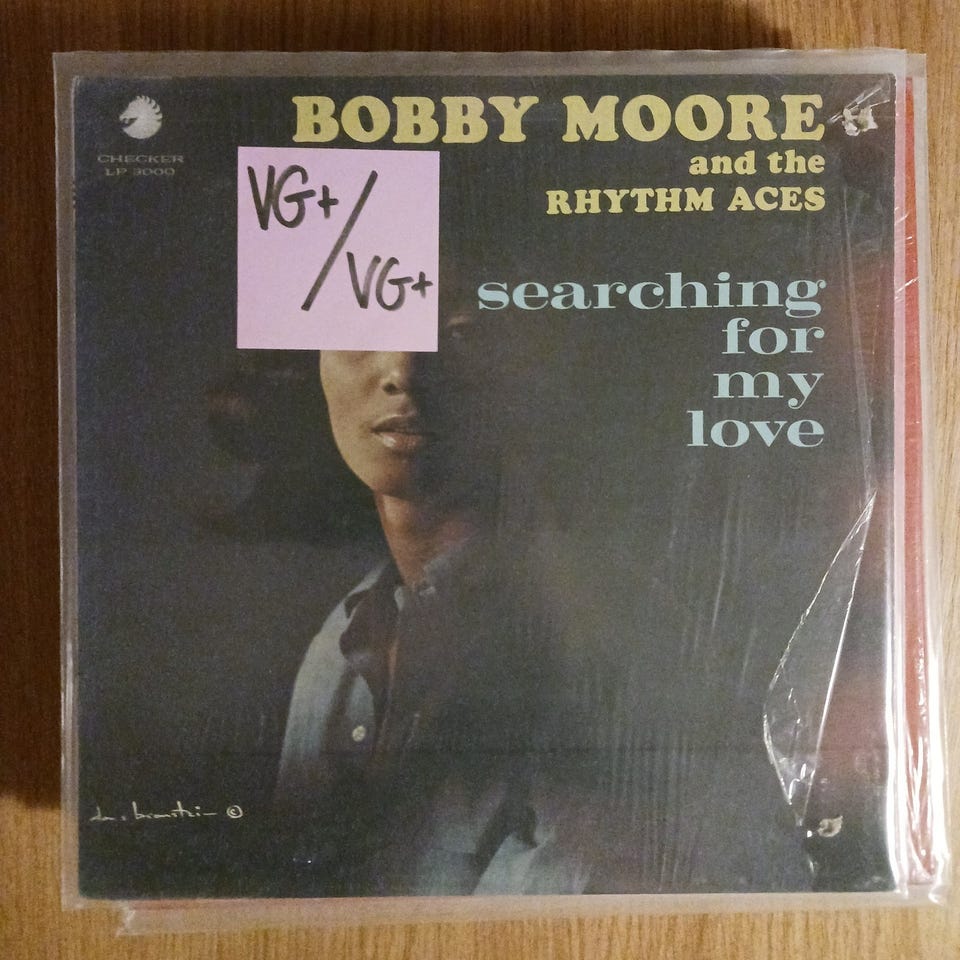 CHECKER
LP 3000
BOBBY MOORE
and the
RHYTHM ACES
VG+/
VG+
searching
for
my
love
©